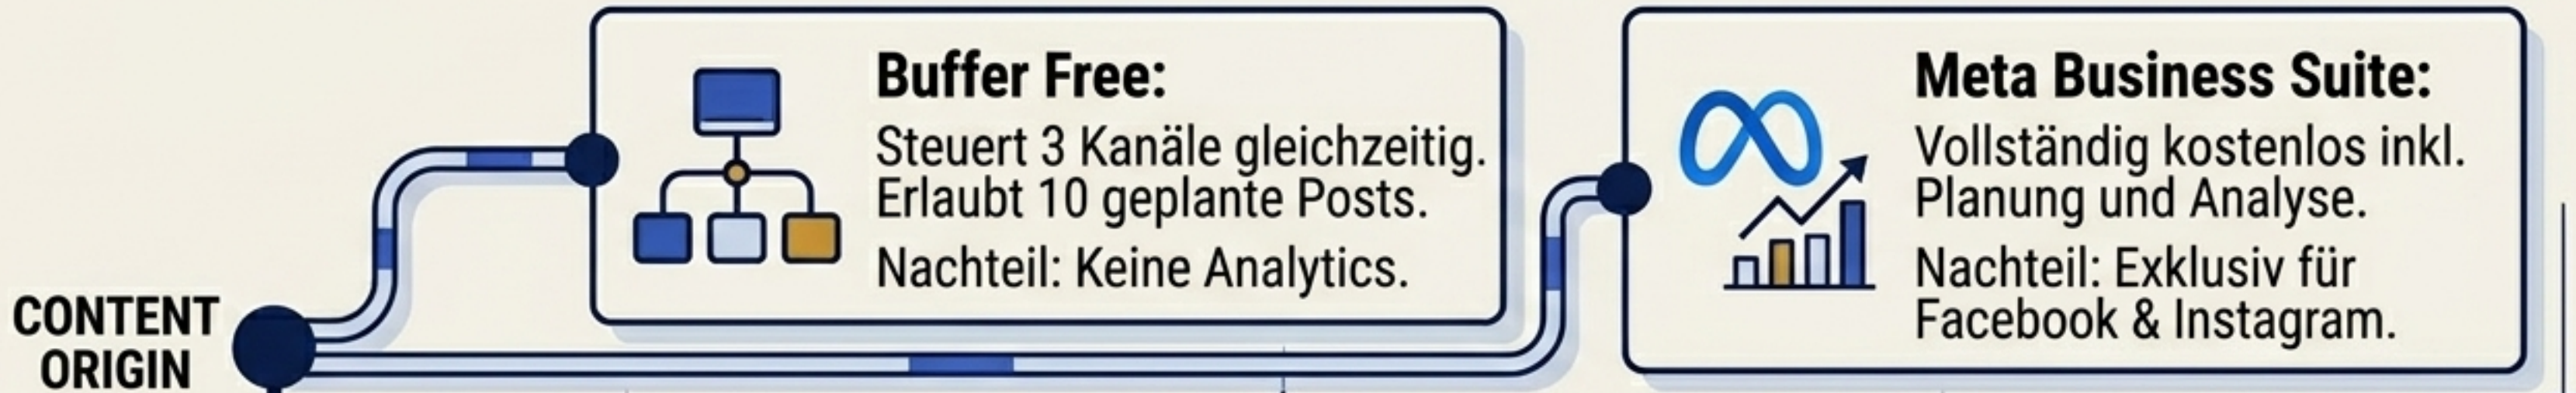 CONTENT
ORIGIN
Buffer Free:
Steuert 3 Kanäle gleichzeitig.
Erlaubt 10 geplante Posts.
Nachteil: Keine Analytics.
Meta Business Suite:
Vollständig kostenlos inkl.
Planung und Analyse.
Nachteil: Exklusiv für
Facebook & Instagram.